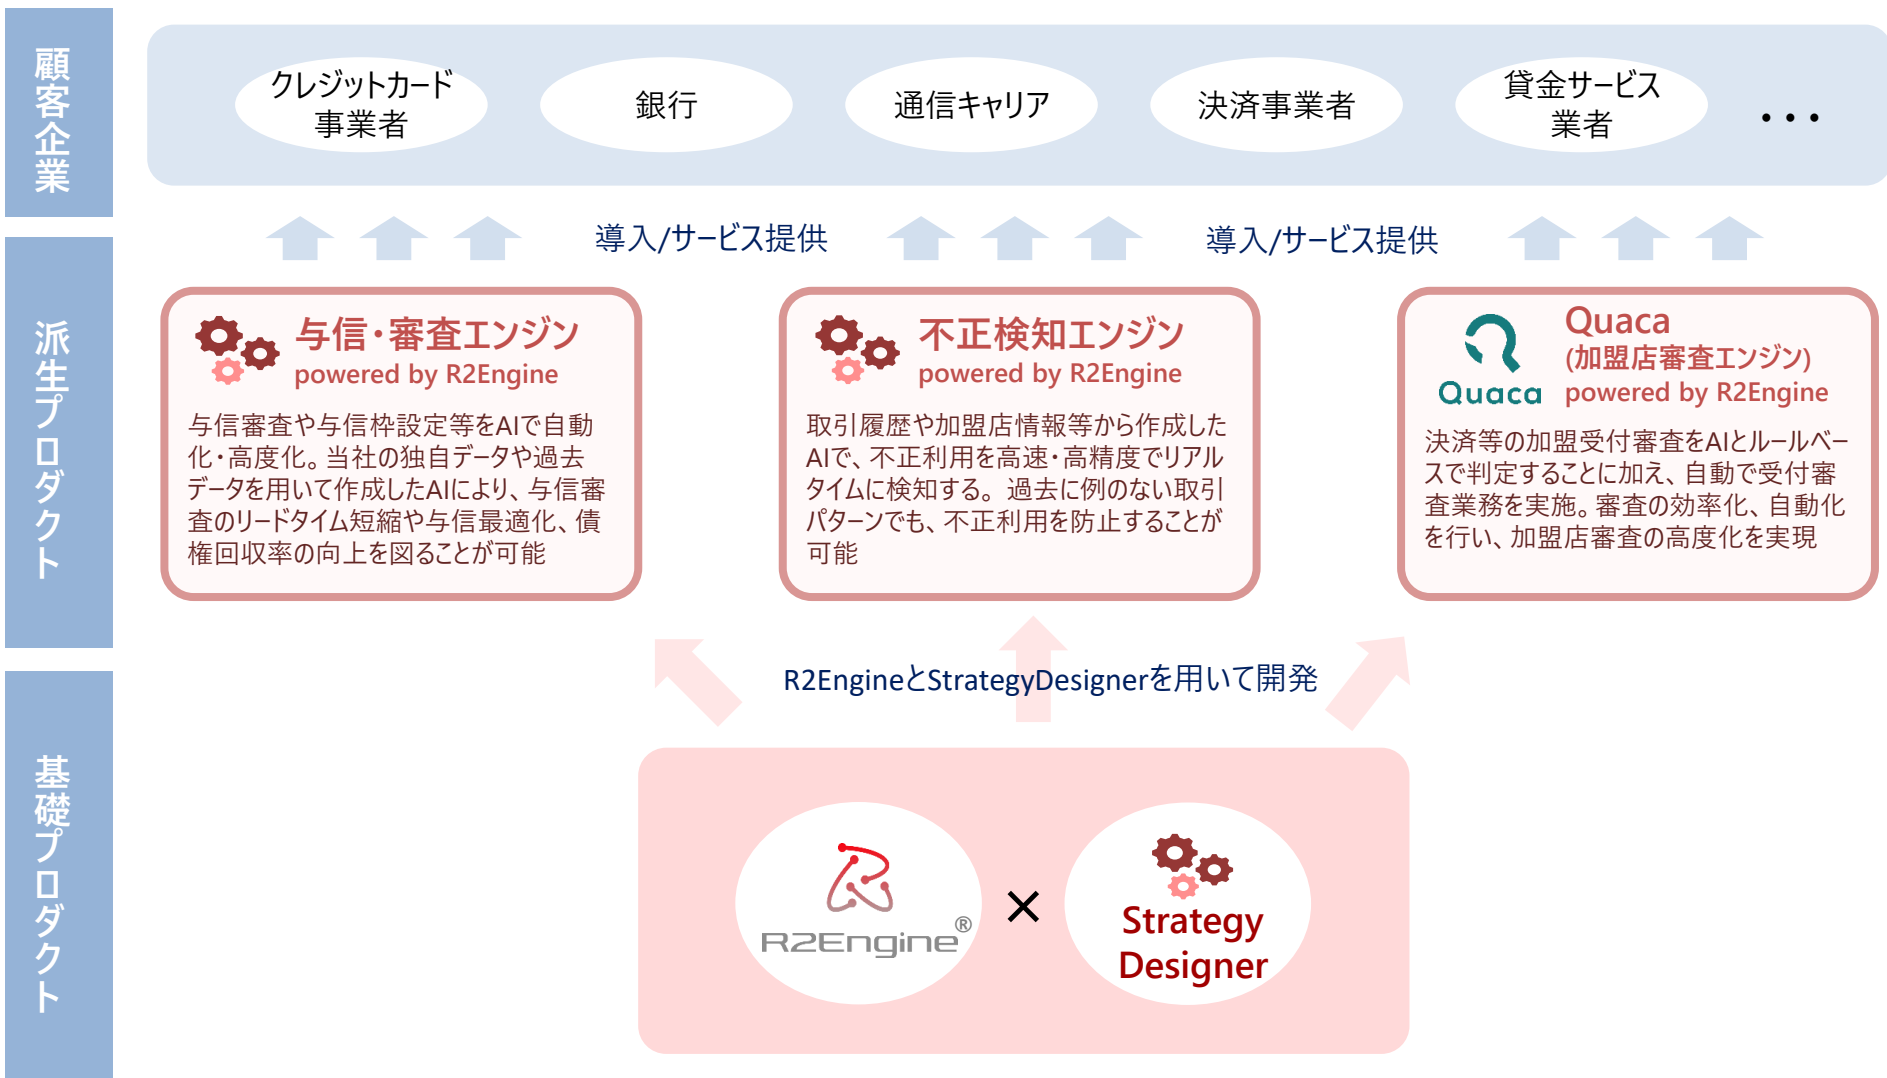 顧客企業
クレジットカード
事業者
銀行
通信キャリア
決済事業者
貸金サービス
業者
・・・
導入/サービス提供
導入/サービス提供
派生プロダクト
与信・審査エンジン
powered by R2Engine
与信審査や与信枠設定等をAIで自動
化・高度化。当社の独自データや過去
データを用いて作成したAIにより、与信審
査のリードタイム短縮や与信最適化、債
権回収率の向上を図ることが可能
不正検知エンジン
powered by R2Engine
取引履歴や加盟店情報等から作成した
AIで、不正利用を高速・高精度でリアル
タイムに検知する。過去に例のない取引
パターンでも、不正利用を防止することが
可能
Quaca
Quaca
(加盟店審査エンジン)
powered by R2Engine
決済等の加盟受付審査をAIとルールベー
スで判定することに加え、自動で受付審
査業務を実施。審査の効率化、自動化
を行い、加盟店審査の高度化を実現
R2EngineとStrategyDesignerを用いて開発
基礎プロダクト
R2Engine®
×
Strategy
Designer